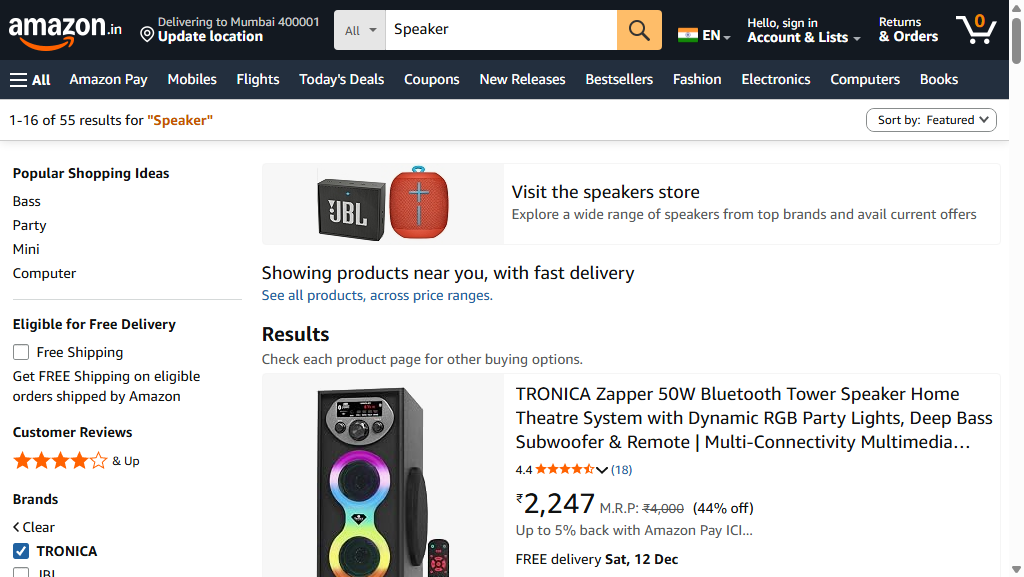 amazon.in
Delivering to Mumbai 400001
Update location
All
Speaker
EN
Hello, sign in
Account & Lists
Returns
& Orders
0
All
Amazon Pay
Mobiles
Flights
Today's Deals
Coupons
New Releases
Bestsellers
Fashion
Electronics
Computers
Books
1-16 of 55 results for "Speaker"
Sort by: Featured
Popular Shopping Ideas
Bass
Party
Mini
Computer
Eligible for Free Delivery
Free Shipping
Get FREE Shipping on eligible
orders shipped by Amazon
Customer Reviews
& Up
Brands
Clear
TRONICA
JBL
JBL
Visit the speakers store
Explore a wide range of speakers from top brands and avail current offers
Showing products near you, with fast delivery
See all products, across price ranges.
Results
Check each product page for other buying options.
TRONICA Zapper 50W Bluetooth Tower Speaker Home
Theatre System with Dynamic RGB Party Lights, Deep Bass
Subwoofer & Remote | Multi-Connectivity Multimedia…
4.4 (18)
₹2,247 M.R.P: ₹4,000 (44% off)
Up to 5% back with Amazon Pay ICI…
FREE delivery Sat, 12 Dec